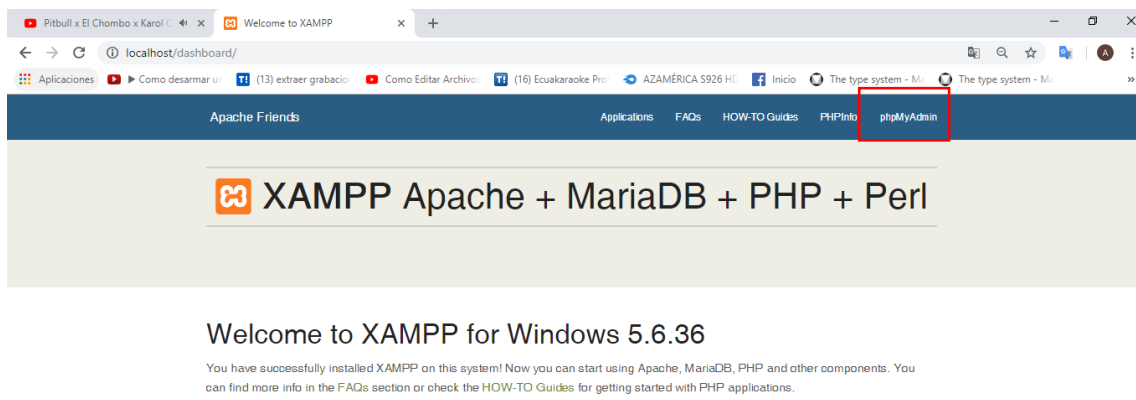 Pitbull x El Chombo x Karol G
Welcome to XAMPP
localhost/dashboard/
Aplicaciones
Como desarmar un
(13) extraer grabacio
Como Editar Archivos
(16) Ecuakaraoke Pro
AZAMÉRICA S926 HD
Inicio
The type system - Ma
The type system - Ma
Apache Friends
Applications FAQs HOW-TO Guides PHPInfo phpMyAdmin
XAMPP Apache + MariaDB + PHP + Perl
Welcome to XAMPP for Windows 5.6.36
You have successfully installed XAMPP on this system! Now you can start using Apache, MariaDB, PHP and other components. You
can find more info in the FAQs section or check the HOW-TO Guides for getting started with PHP applications.